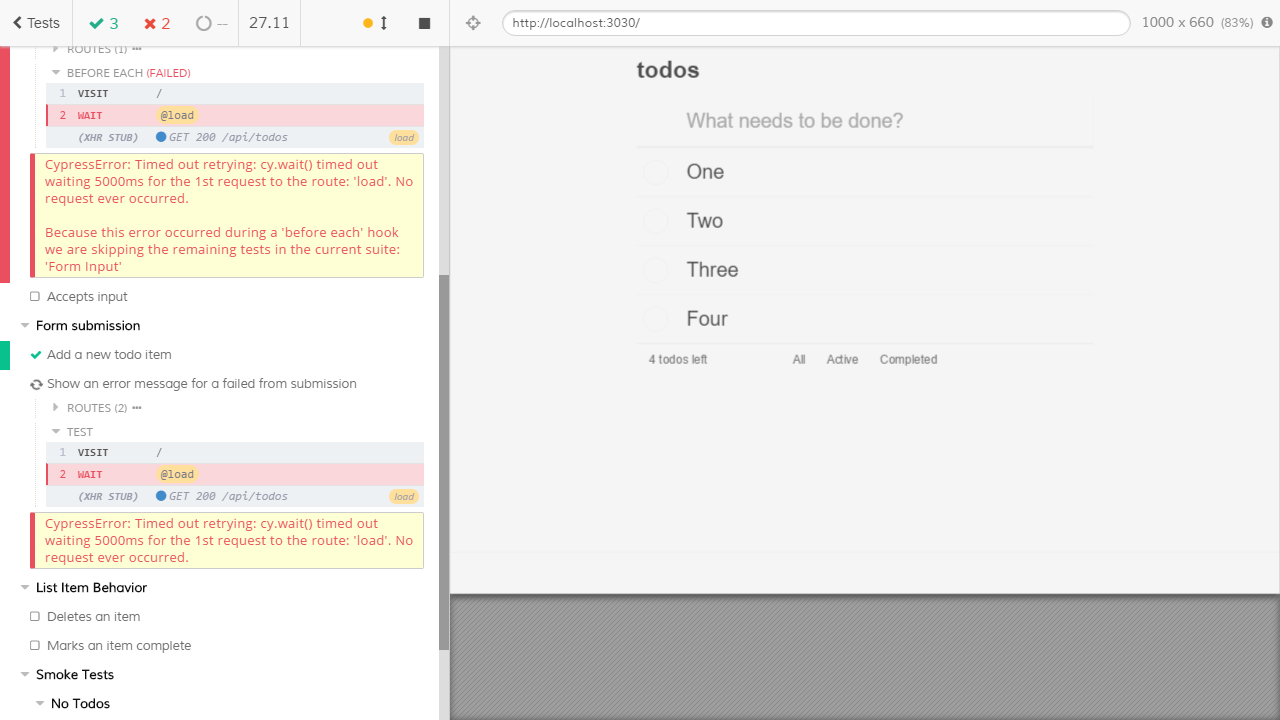 Tests
3
2
--
27.11
http://localhost:3030/
1000 x 660 (83%)
ROUTES (1)
BEFORE EACH (FAILED)
1 VISIT /
2 WAIT @load
(XHR STUB) GET 200 /api/todos load
CypressError: Timed out retrying: cy.wait() timed out
waiting 5000ms for the 1st request to the route: 'load'. No
request ever occurred.
Because this error occurred during a 'before each' hook
we are skipping the remaining tests in the current suite:
'Form Input'
Accepts input
Form submission
Add a new todo item
Show an error message for a failed from submission
ROUTES (2)
TEST
1 VISIT /
2 WAIT @load
(XHR STUB) GET 200 /api/todos load
CypressError: Timed out retrying: cy.wait() timed out
waiting 5000ms for the 1st request to the route: 'load'. No
request ever occurred.
List Item Behavior
Deletes an item
Marks an item complete
Smoke Tests
No Todos
todos
What needs to be done?
One
Two
Three
Four
4 todos left All Active Completed